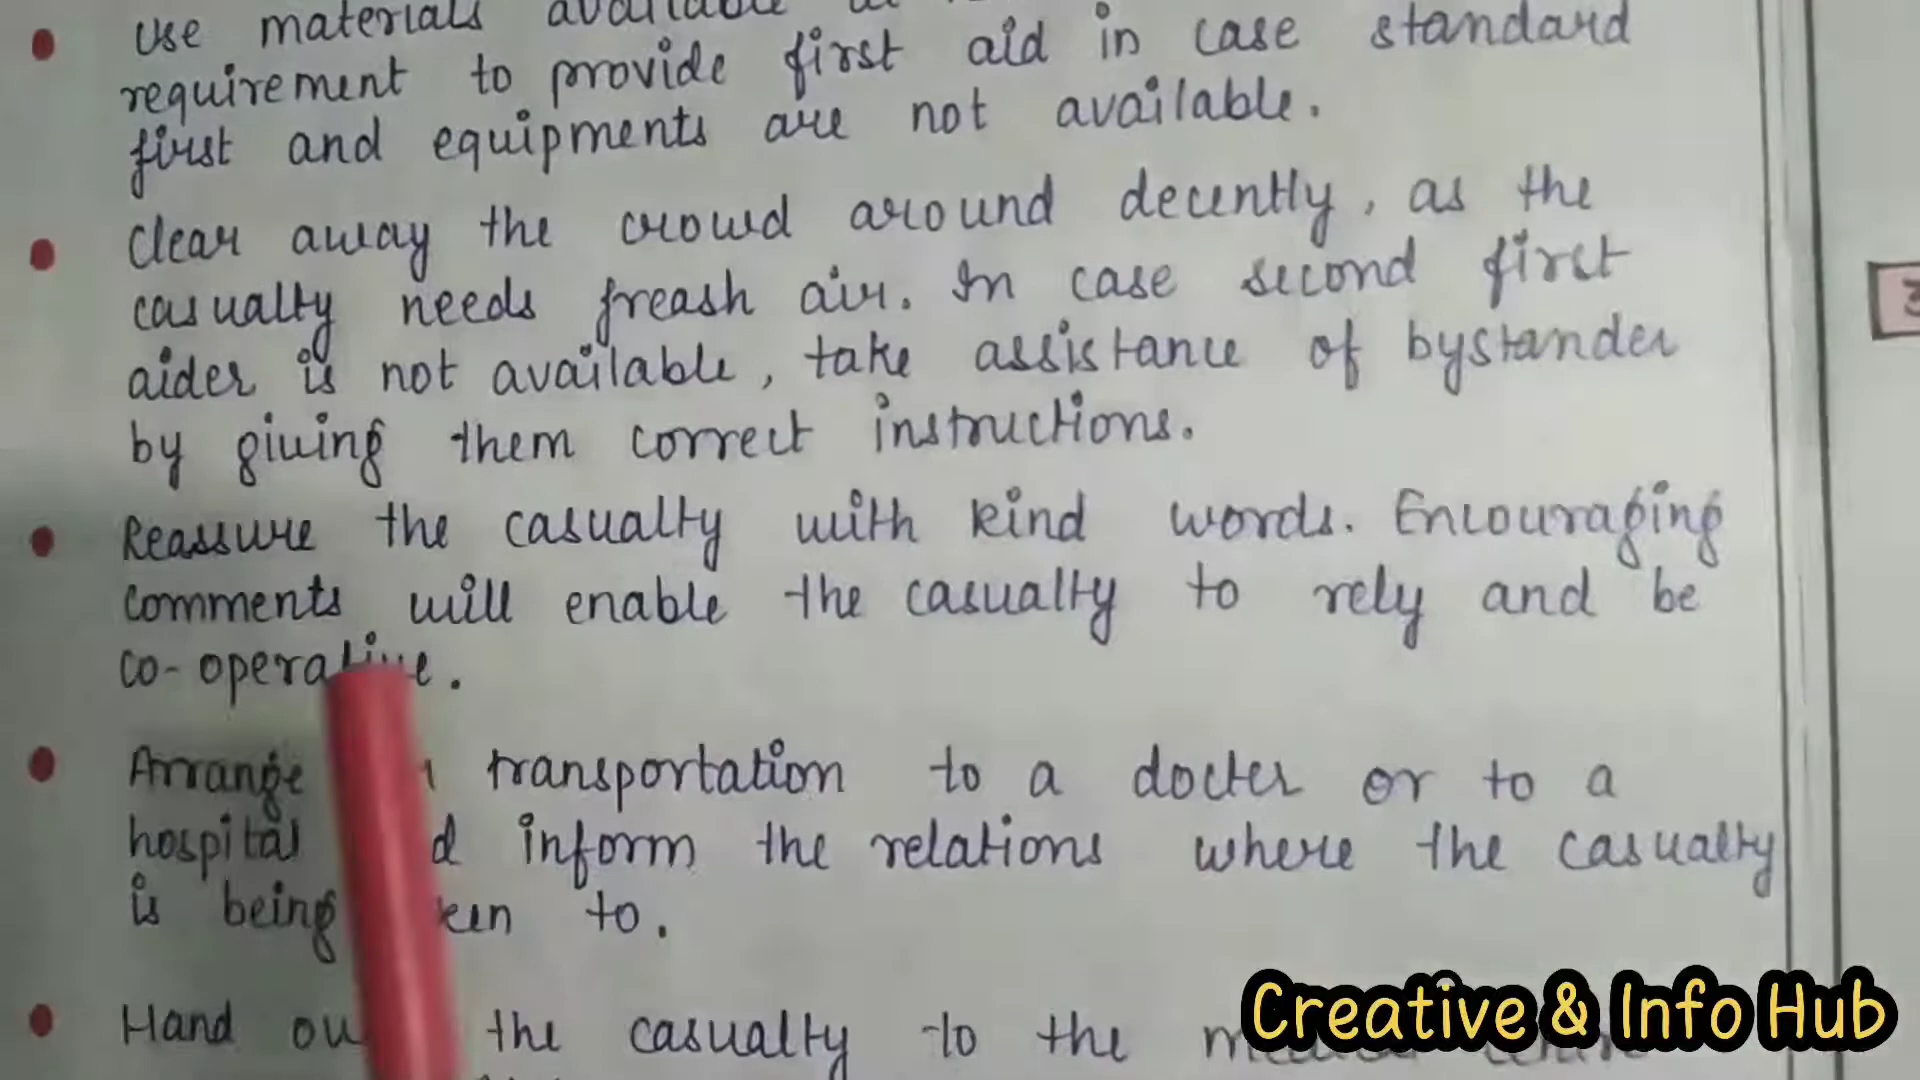 use materials available
requirement to provide first aid in case standard
first and equipments are not available.
clear away the crowd around decently, as the
casualty needs freash air. In case second first
aider is not available, take assistance of bystander
by giving them correct instructions.
Reassure the casualty with kind words. Encouraging
comments will enable the casualty to rely and be
co-operative.
Arrange transportation to a docter or to a
hospital inform the relations where the casualty
is being to.
Hand the casualty to the
3
Creative & Info Hub